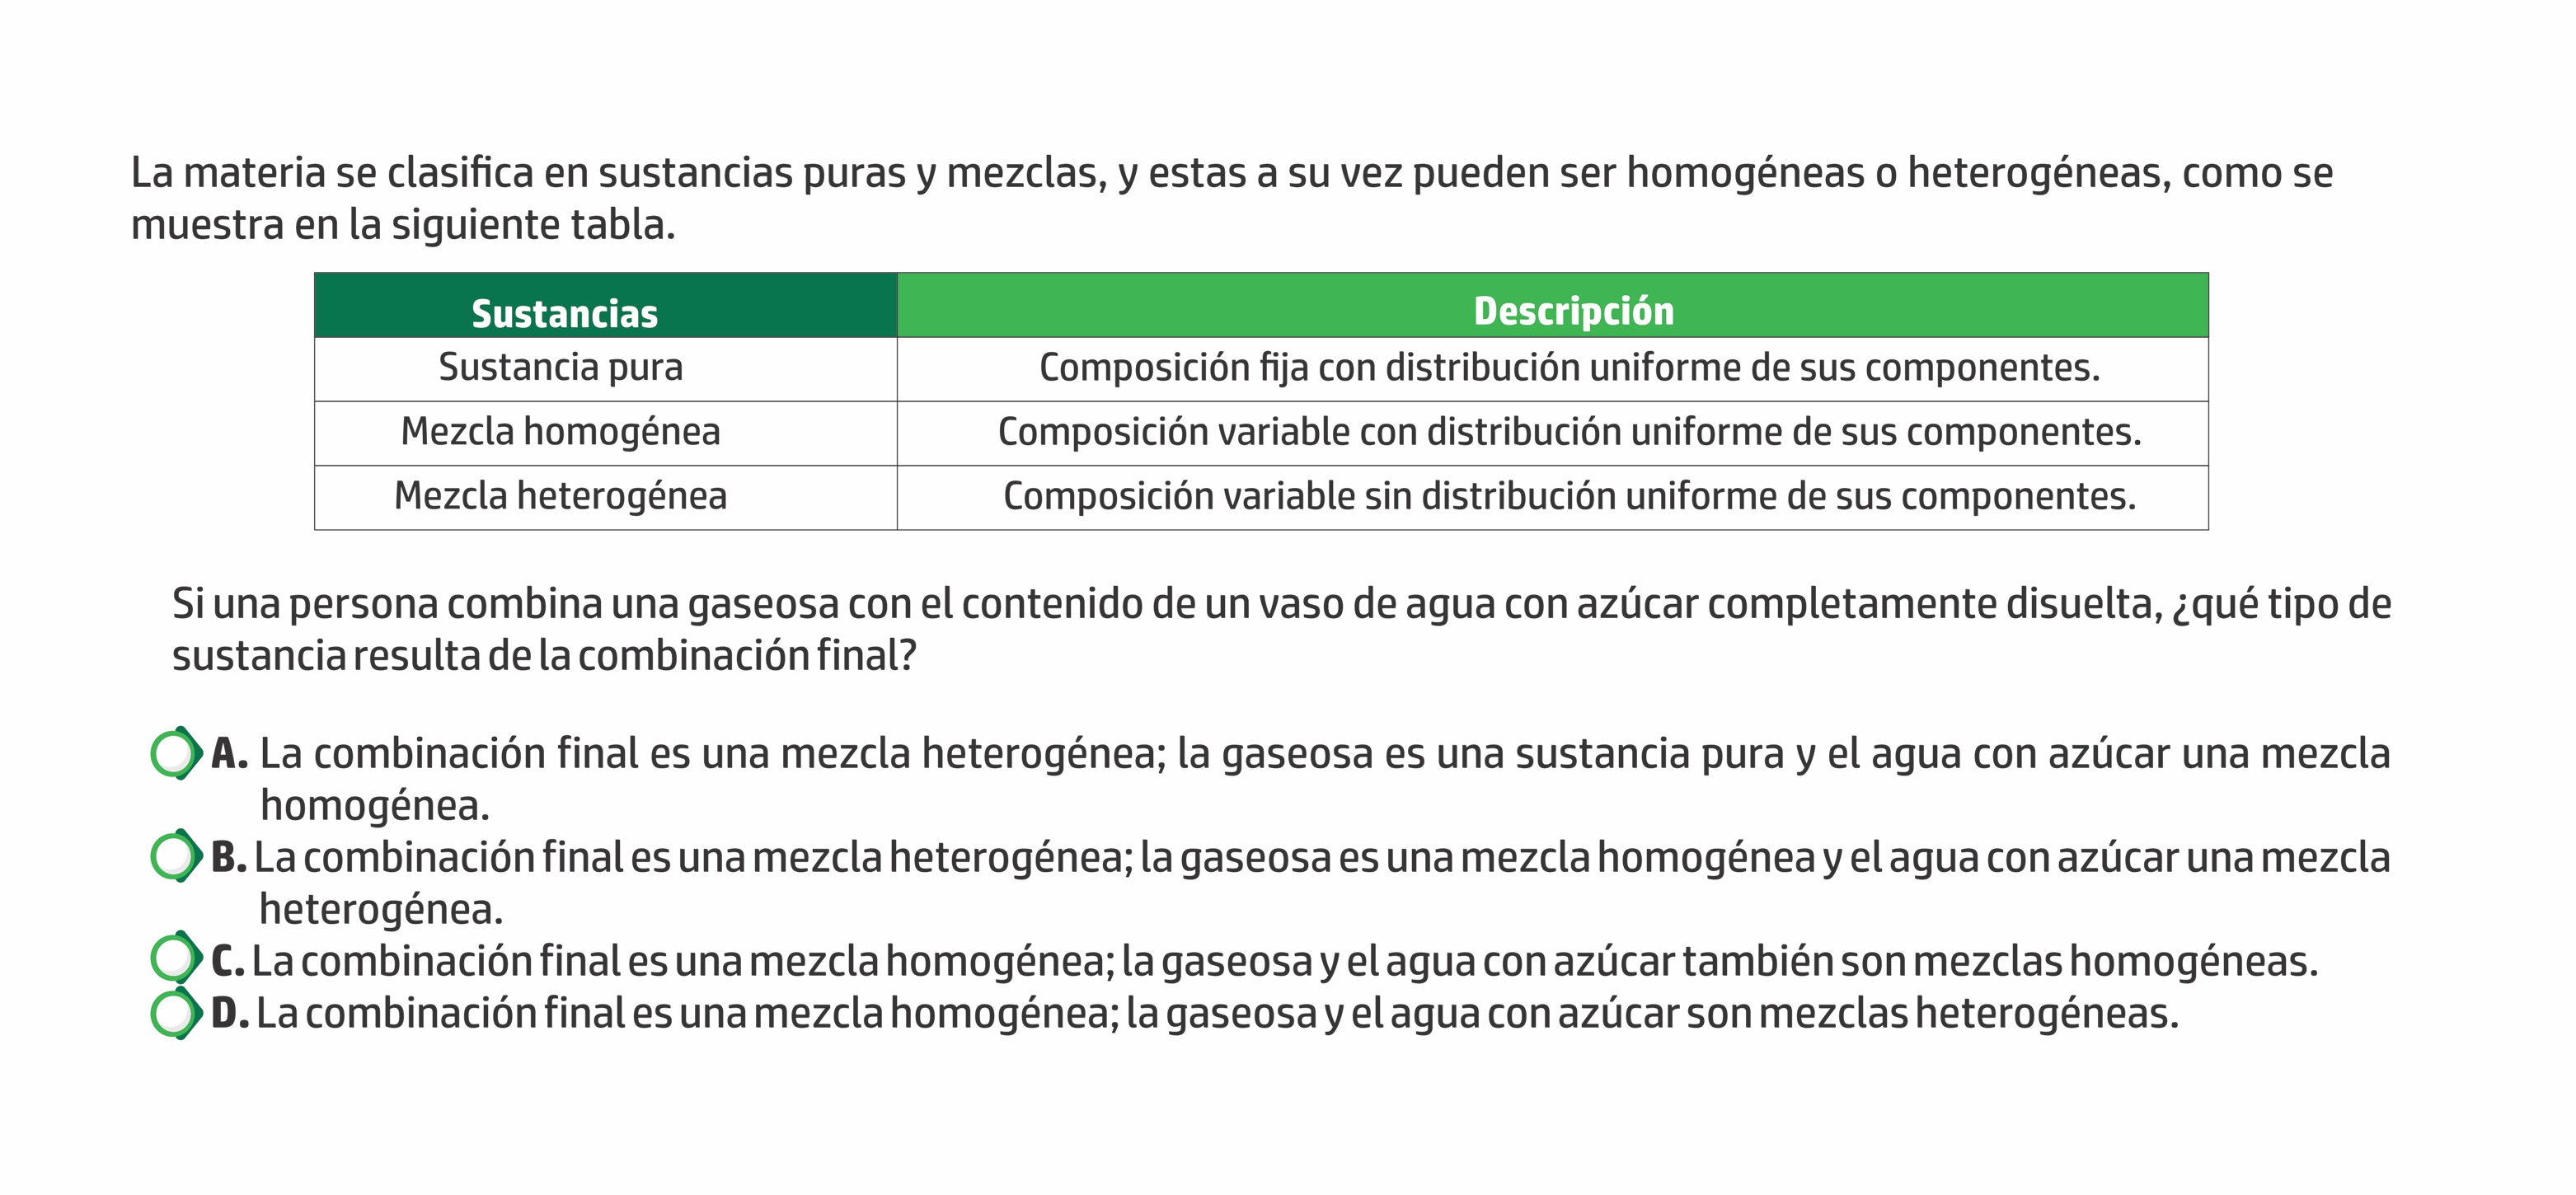 La materia se clasifica en sustancias puras y mezclas, y estas a su vez pueden ser homogéneas o heterogéneas, como se
muestra en la siguiente tabla.
Sustancias Descripción
Sustancia pura Composición fija con distribución uniforme de sus componentes.
Mezcla homogénea Composición variable con distribución uniforme de sus componentes.
Mezcla heterogénea Composición variable sin distribución uniforme de sus componentes.
Si una persona combina una gaseosa con el contenido de un vaso de agua con azúcar completamente disuelta, ¿qué tipo de
sustancia resulta de la combinación final?
A. La combinación final es una mezcla heterogénea; la gaseosa es una sustancia pura y el agua con azúcar una mezcla
homogénea.
B. La combinación final es una mezcla heterogénea; la gaseosa es una mezcla homogénea y el agua con azúcar una mezcla
heterogénea.
C. La combinación final es una mezcla homogénea; la gaseosa y el agua con azúcar también son mezclas homogéneas.
D. La combinación final es una mezcla homogénea; la gaseosa y el agua con azúcar son mezclas heterogéneas.